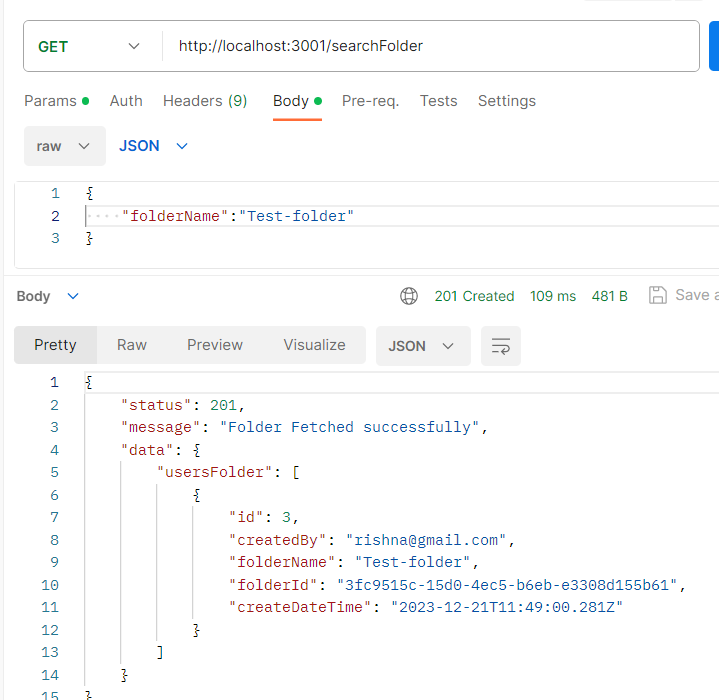 GET http://localhost:3001/searchFolder
Params Auth Headers (9) Body Pre-req. Tests Settings
raw JSON
1 {
2 ····"folderName":"Test-folder"
3 }
Body 201 Created 109 ms 481 B Save a
Pretty Raw Preview Visualize JSON
1 {
2 "status": 201,
3 "message": "Folder Fetched successfully",
4 "data": {
5 "usersFolder": [
6 {
7 "id": 3,
8 "createdBy": "rishna@gmail.com",
9 "folderName": "Test-folder",
10 "folderId": "3fc9515c-15d0-4ec5-b6eb-e3308d155b61",
11 "createDateTime": "2023-12-21T11:49:00.281Z"
12 }
13 ]
14 }
15 }